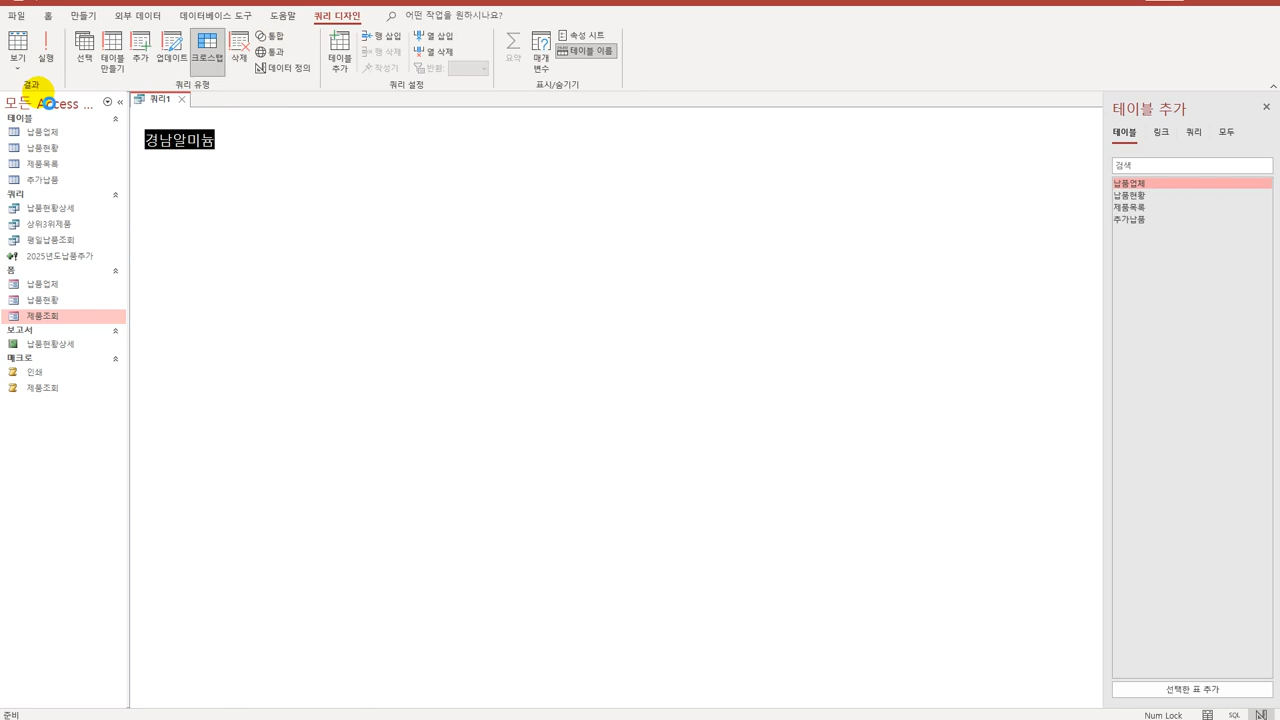 파일 홈 만들기 외부 데이터 데이터베이스 도구 도움말 쿼리 디자인 어떤 작업을 원하시나요?
보기 실행 선택 테이블 만들기 추가 업데이트 크로스탭 삭제 통합 통과 데이터 정의 테이블 추가 행 삽입 행 삭제 작성기 열 삽입 열 삭제 반환: 요약 매개 변수 속성 시트 테이블 이름
결과 쿼리 유형 쿼리 설정 표시/숨기기
모든 Access ...
테이블
납품업체
납품현황
제품목록
추가납품
쿼리
납품현황상세
상위3위제품
평일납품조회
2025년도납품추가
폼
납품업체
납품현황
제품조회
보고서
납품현황상세
매크로
인쇄
제품조회
쿼리1
경남알미늄
테이블 추가
테이블 링크 쿼리 모두
검색
납품업체
납품현황
제품목록
추가납품
선택한 표 추가
준비
Num Lock
SQL